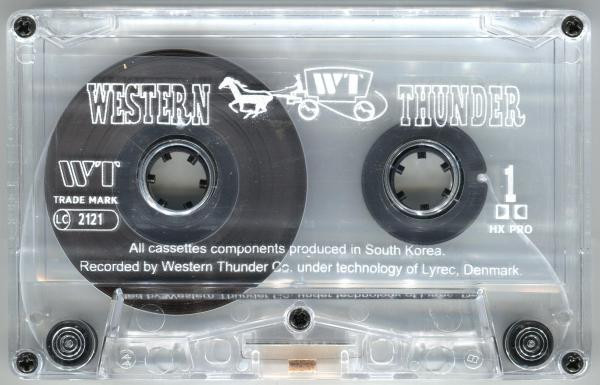 WESTERN WT THUNDER
WT
TRADE MARK
LC 2121
1
HX PRO
All cassettes components produced in South Korea.
Recorded by Western Thunder Co. under technology of Lyrec, Denmark.